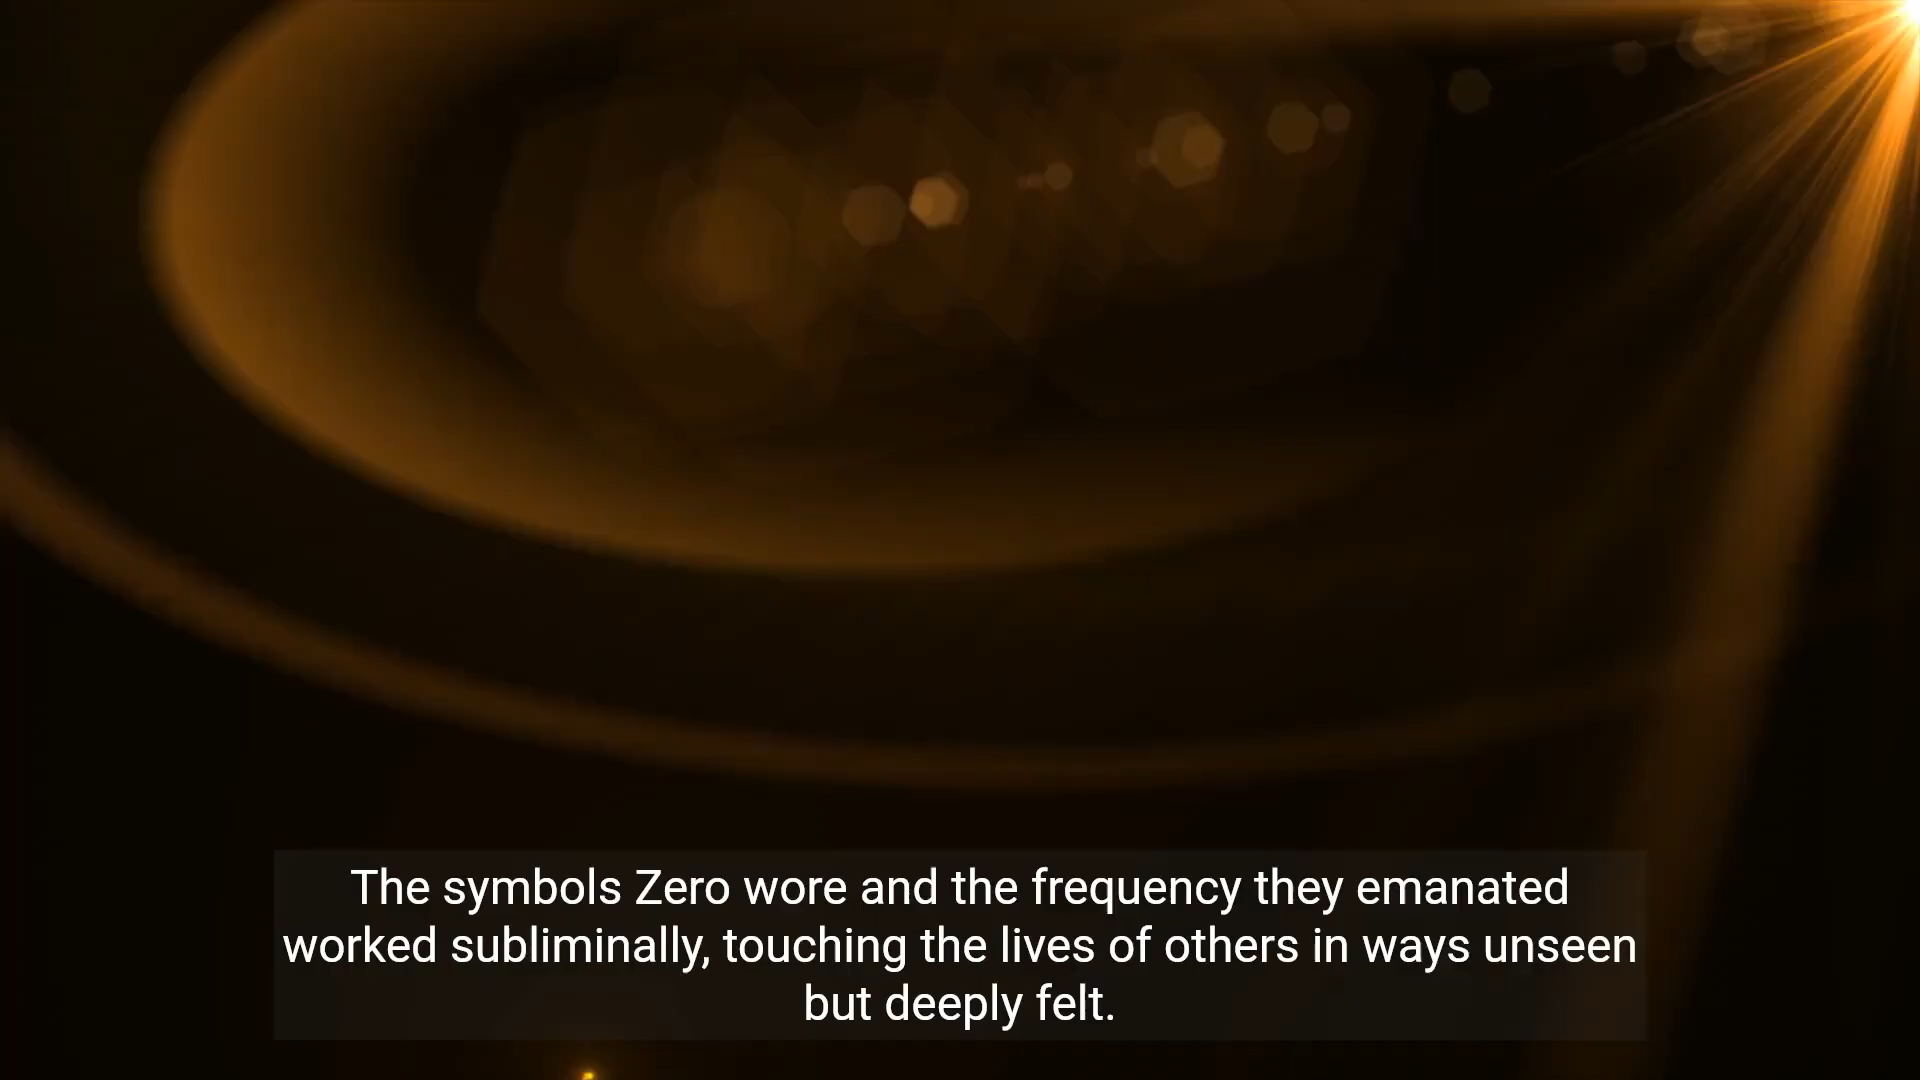 The symbols Zero wore and the frequency they emanated
worked subliminally, touching the lives of others in ways unseen
but deeply felt.